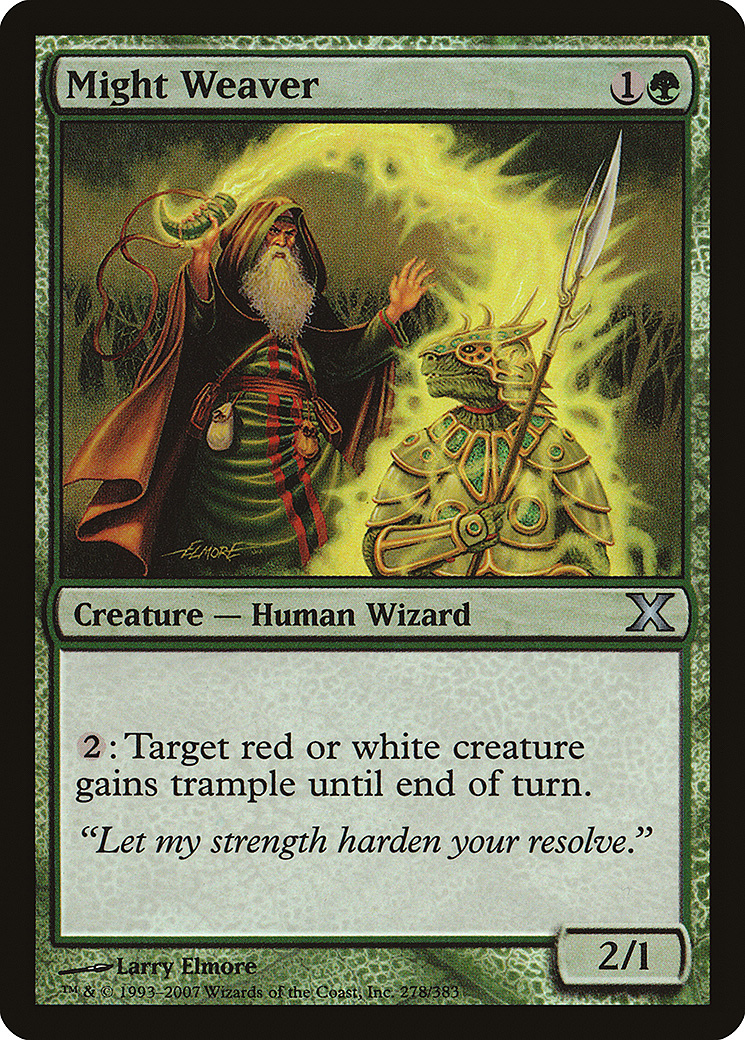 Might Weaver
1
ELMORE
Creature — Human Wizard
X
2: Target red or white creature
gains trample until end of turn.
“Let my strength harden your resolve.”
2/1
Larry Elmore
™ & © 1993–2007 Wizards of the Coast, Inc. 278/383